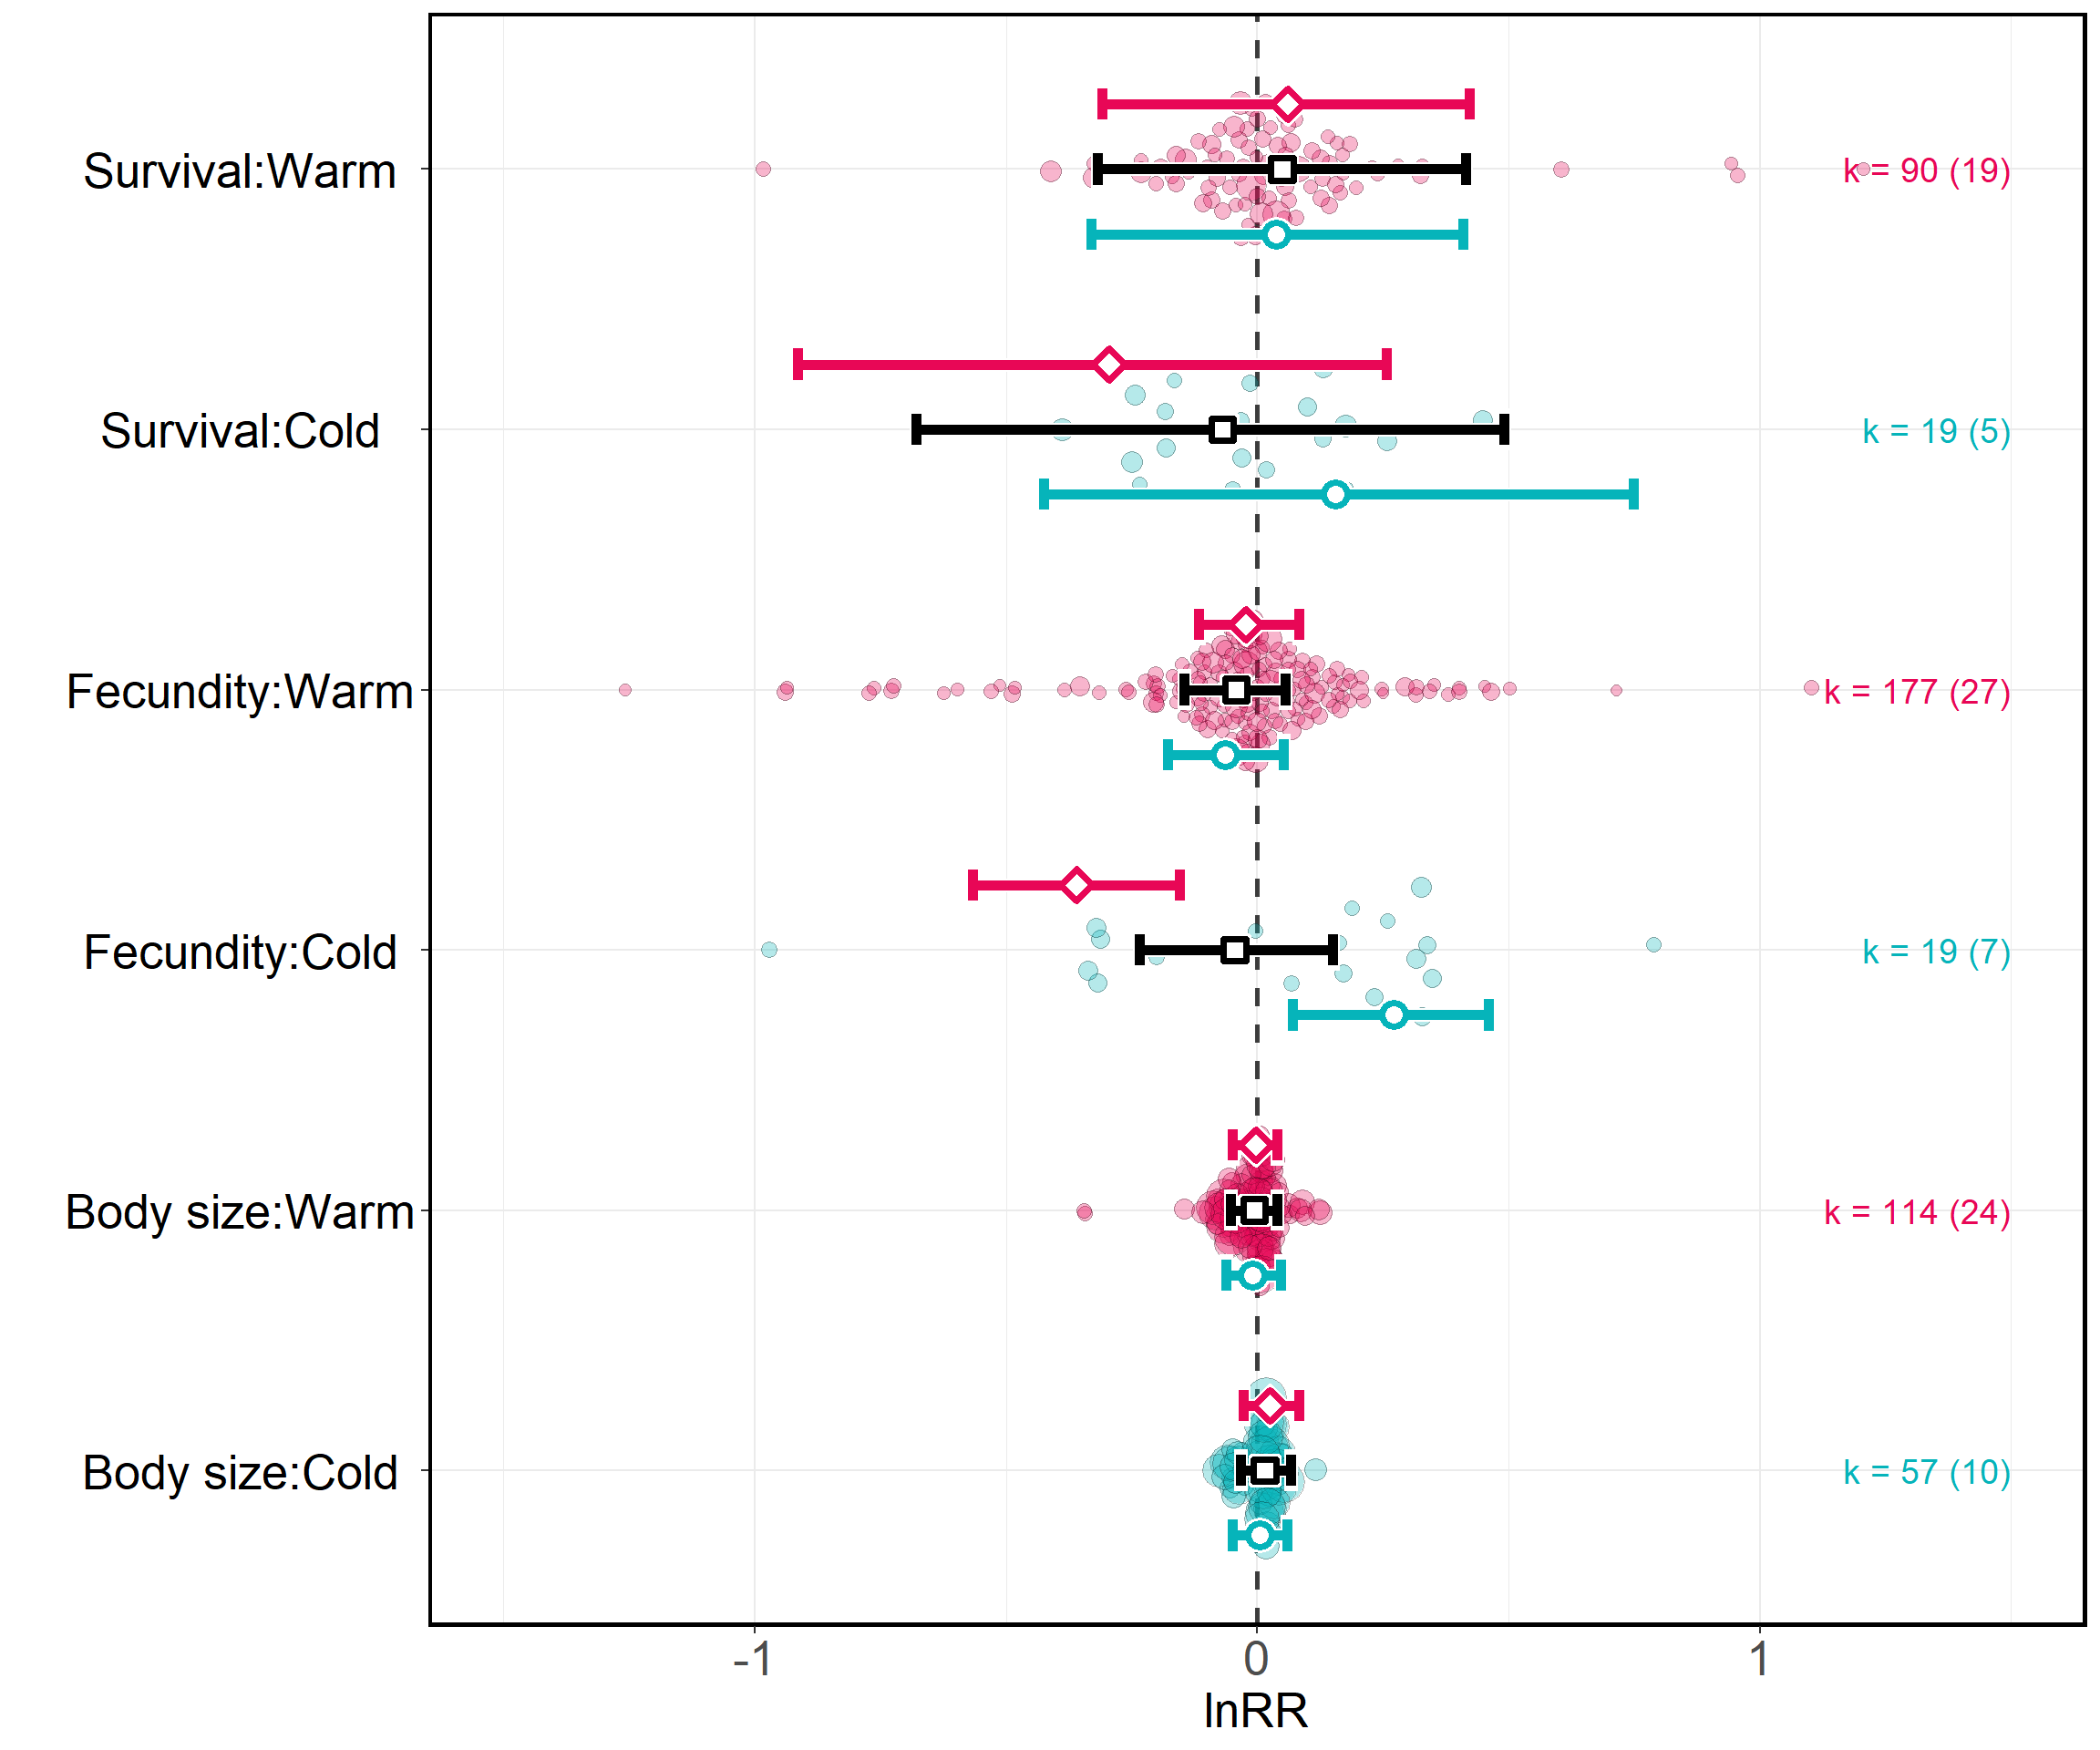 Survival:Warm
k = 90 (19)
Survival:Cold
k = 19 (5)
Fecundity:Warm
k = 177 (27)
Fecundity:Cold
k = 19 (7)
Body size:Warm
k = 114 (24)
Body size:Cold
k = 57 (10)
-1 0 1
lnRR